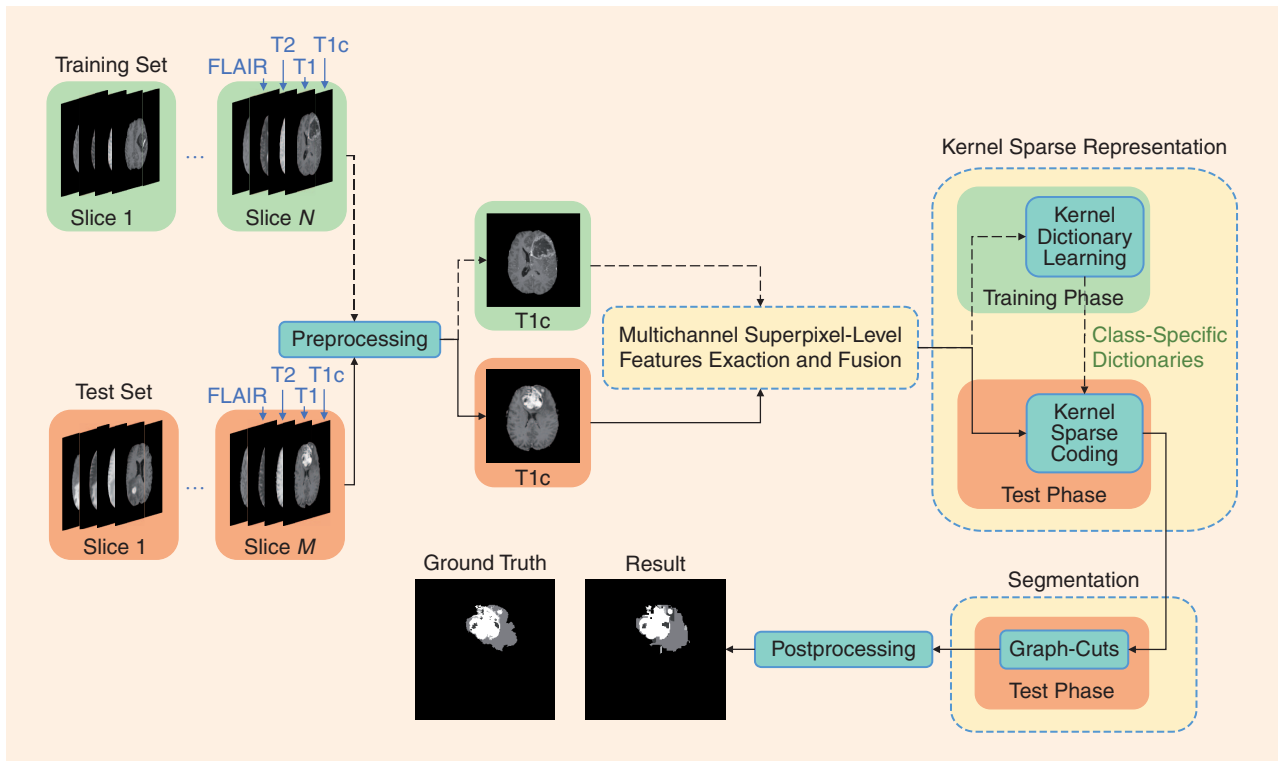 Training Set
FLAIR
T2
T1
T1c
Slice 1
...
Slice N
Preprocessing
Test Set
FLAIR
T2
T1
T1c
Slice 1
...
Slice M
T1c
T1c
Multichannel Superpixel-Level
Features Exaction and Fusion
Kernel Sparse Representation
Kernel
Dictionary
Learning
Training Phase
Class-Specific
Dictionaries
Kernel
Sparse
Coding
Test Phase
Segmentation
Graph-Cuts
Test Phase
Postprocessing
Result
Ground Truth